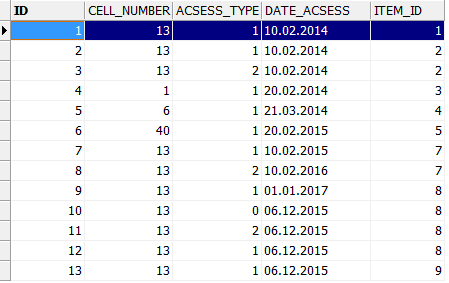 ID CELL_NUMBER ACSESS_TYPE DATE_ACSESS ITEM_ID
1 13 1 10.02.2014 1
2 13 1 10.02.2014 2
3 13 2 10.02.2014 2
4 1 1 20.02.2014 3
5 6 1 21.03.2014 4
6 40 1 20.02.2015 5
7 13 1 10.02.2015 7
8 13 2 10.02.2016 7
9 13 1 01.01.2017 8
10 13 0 06.12.2015 8
11 13 2 06.12.2015 8
12 13 1 06.12.2015 8
13 13 1 06.12.2015 9